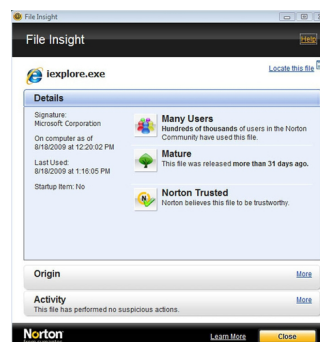 File Insight
File Insight
Help
iexplore.exe
Locate this file
Details
Signature:
Microsoft Corporation
On computer as of
8/18/2009 at 12:20:02 PM
Last Used:
8/18/2009 at 1:16:05 PM
Startup Item: No
Many Users
Hundreds of thousands of users in the Norton
Community have used this file.
Mature
This file was released more than 31 days ago.
Norton Trusted
Norton believes this file to be trustworthy.
Origin
More
Activity
More
This file has performed no suspicious actions.
Norton
from symantec
Learn More
Close